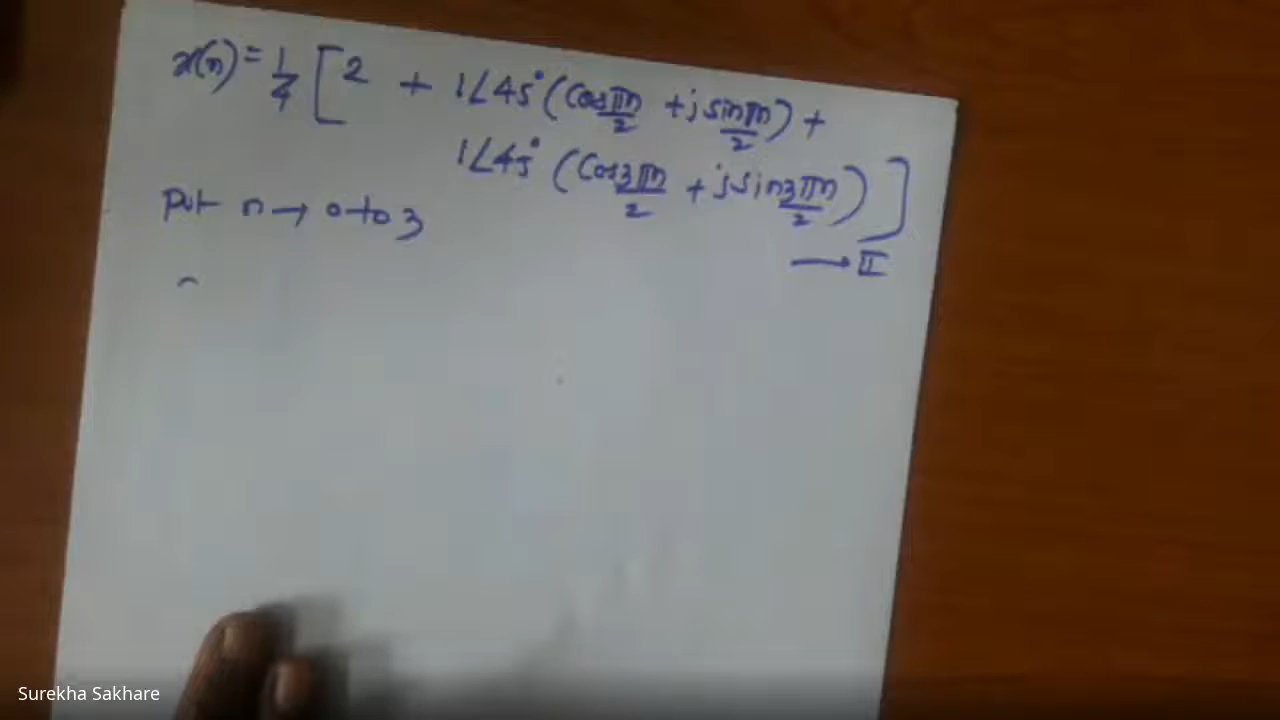 x(n) = 1/4 [ 2 + 1∠45° (cos πn/2 + j sin πn/2) +
1∠45° (cos 3πn/2 + j sin 3πn/2) ]
put n → 0 to 3
→ II
Surekha Sakhare